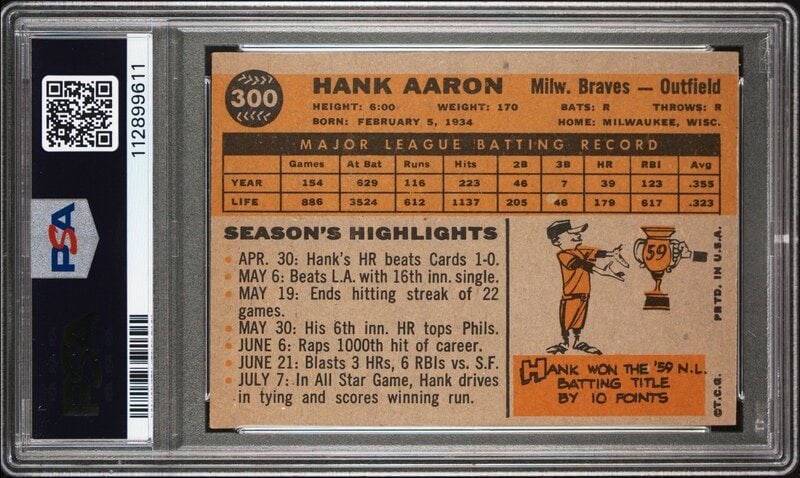 112899611
PSA
300
HANK AARON Milw. Braves — Outfield
HEIGHT: 6:00 WEIGHT: 170 BATS: R THROWS: R
BORN: FEBRUARY 5, 1934 HOME: MILWAUKEE, WISC.
MAJOR LEAGUE BATTING RECORD
Games At Bat Runs Hits 2B 3B HR RBI Avg
YEAR 154 629 116 223 46 7 39 123 .355
LIFE 886 3524 612 1137 205 46 179 617 .323
SEASON'S HIGHLIGHTS
APR. 30: Hank's HR beats Cards 1-0.
MAY 6: Beats L.A. with 16th inn. single.
MAY 19: Ends hitting streak of 22
games.
MAY 30: His 6th inn. HR tops Phils.
JUNE 6: Raps 1000th hit of career.
JUNE 21: Blasts 3 HRs, 6 RBIs vs. S.F.
JULY 7: In All Star Game, Hank drives
in tying and scores winning run.
59
HANK WON THE '59 N.L.
BATTING TITLE
BY 10 POINTS
©T.C.G. PRTD. IN U.S.A.